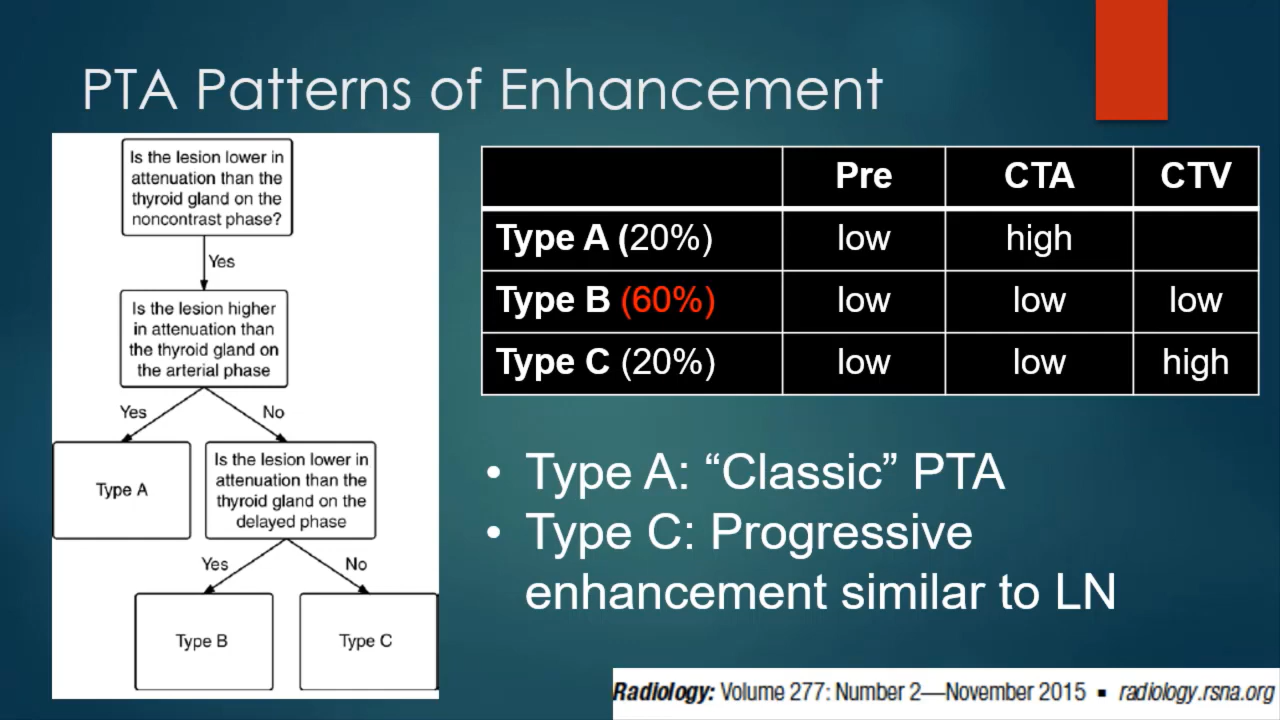 PTA Patterns of Enhancement
Is the lesion lower in
attenuation than the
thyroid gland on the
noncontrast phase?
Yes
Is the lesion higher
in attenuation than
the thyroid gland on
the arterial phase
Yes
No
Type A
Is the lesion lower in
attenuation than the
thyroid gland on the
delayed phase
Yes
No
Type B
Type C
Pre CTA CTV
Type A (20%) low high
Type B (60%) low low low
Type C (20%) low low high
• Type A: “Classic” PTA
• Type C: Progressive
enhancement similar to LN
Radiology: Volume 277: Number 2—November 2015 ▪ radiology.rsna.org